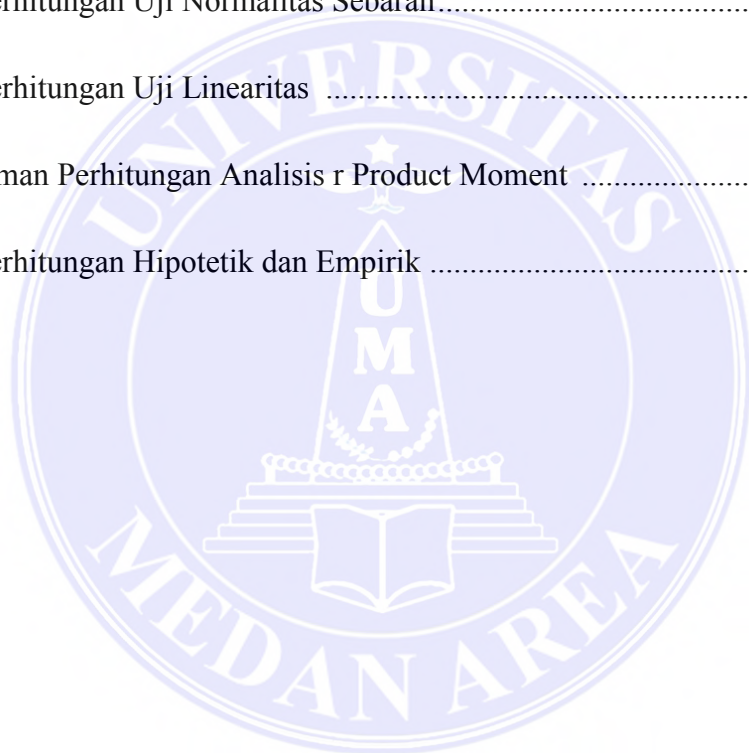 erhitungan Uji Normalitas Sebaran................................................
erhitungan Uji Linearitas ................................................................
man Perhitungan Analisis r Product Moment .........................
erhitungan Hipotetik dan Empirik ................................................
UNIVERSITAS
U
M
A
MEDAN AREA